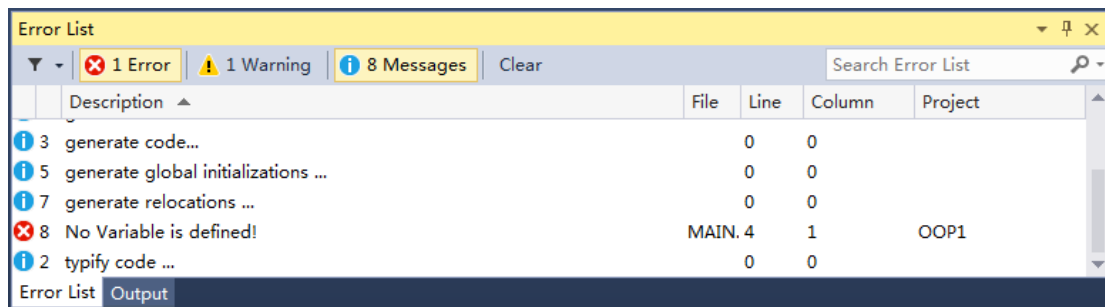 Error List
1 Error 1 Warning 8 Messages Clear Search Error List
Description File Line Column Project
3 generate code... 0 0
5 generate global initializations ... 0 0
7 generate relocations ... 0 0
8 No Variable is defined! MAIN. 4 1 OOP1
2 typify code ... 0 0
Error List Output